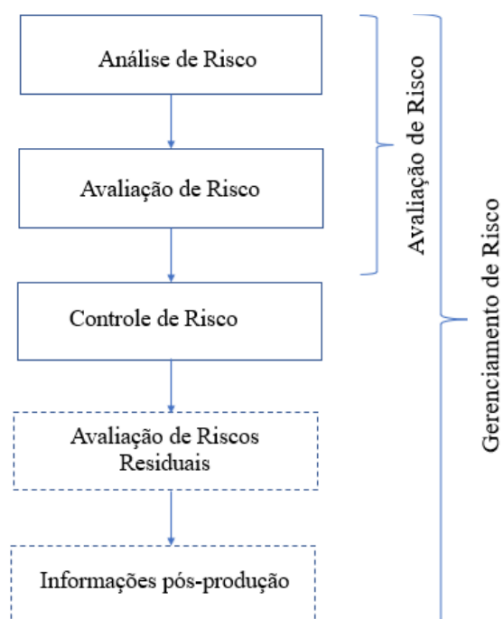 Análise de Risco
Avaliação de Risco
Controle de Risco
Avaliação de Riscos
Residuais
Informações pós-produção
Avaliação de Risco
Gerenciamento de Risco